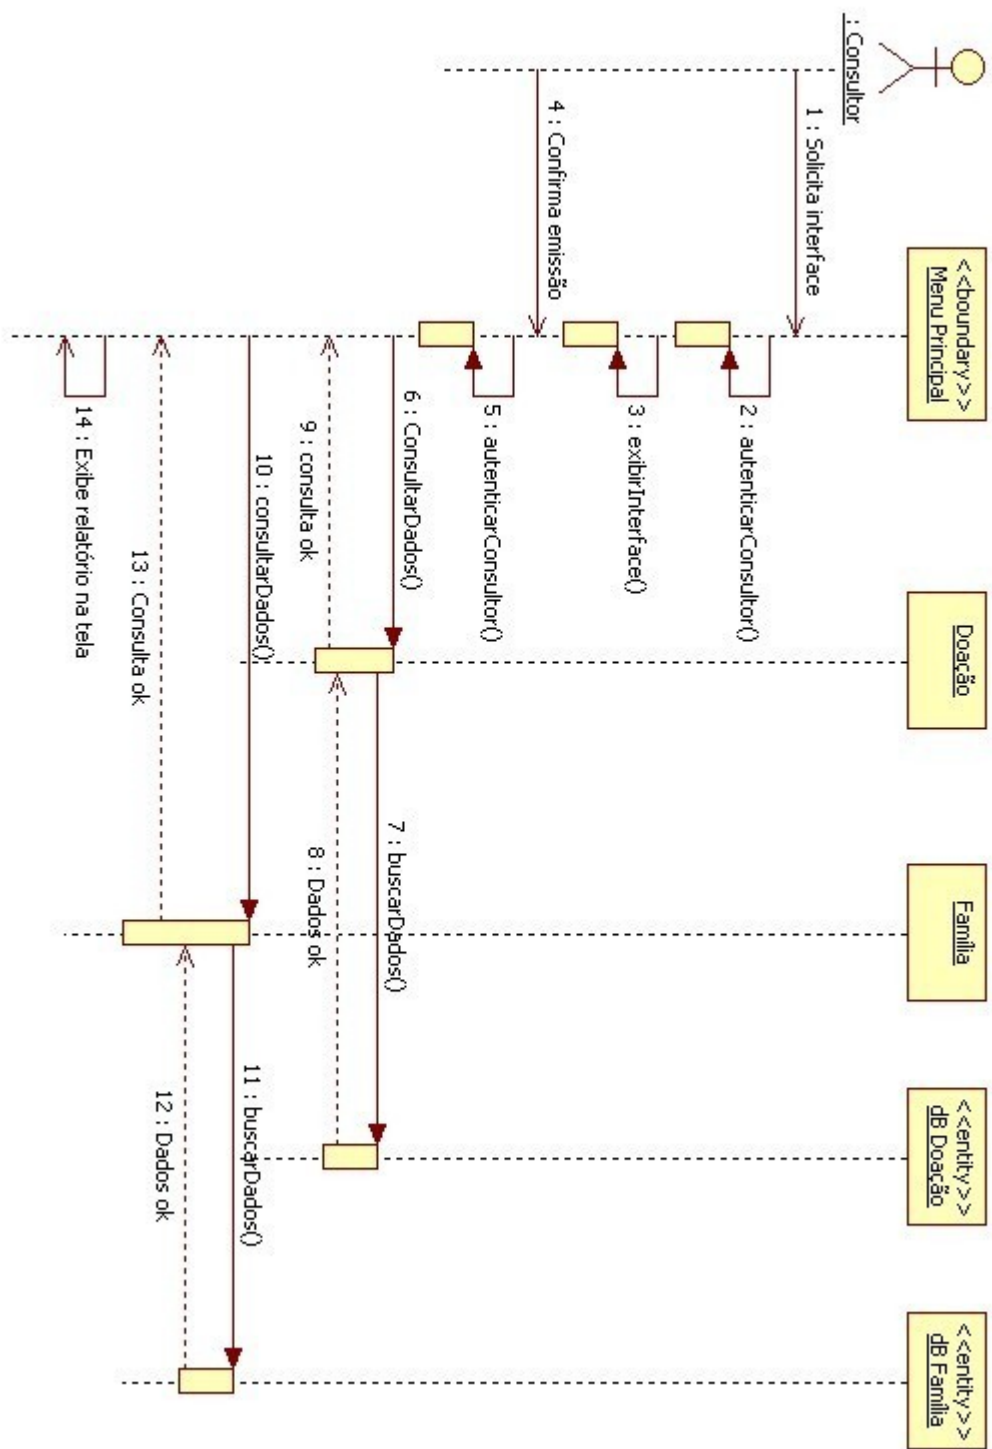 : Consultor
<<boundary>>
Menu Principal
Doação
Família
<<entity>>
dB Doação
<<entity>>
dB Família
1 : Solicita interface
2 : autenticarConsultor()
3 : exibirInterface()
4 : Confirma emissão
5 : autenticarConsultor()
6 : ConsultarDados()
7 : buscarDados()
8 : Dados ok
9 : consulta ok
10 : consultarDados()
11 : buscarDados()
12 : Dados ok
13 : Consulta ok
14 : Exibe relatório na tela